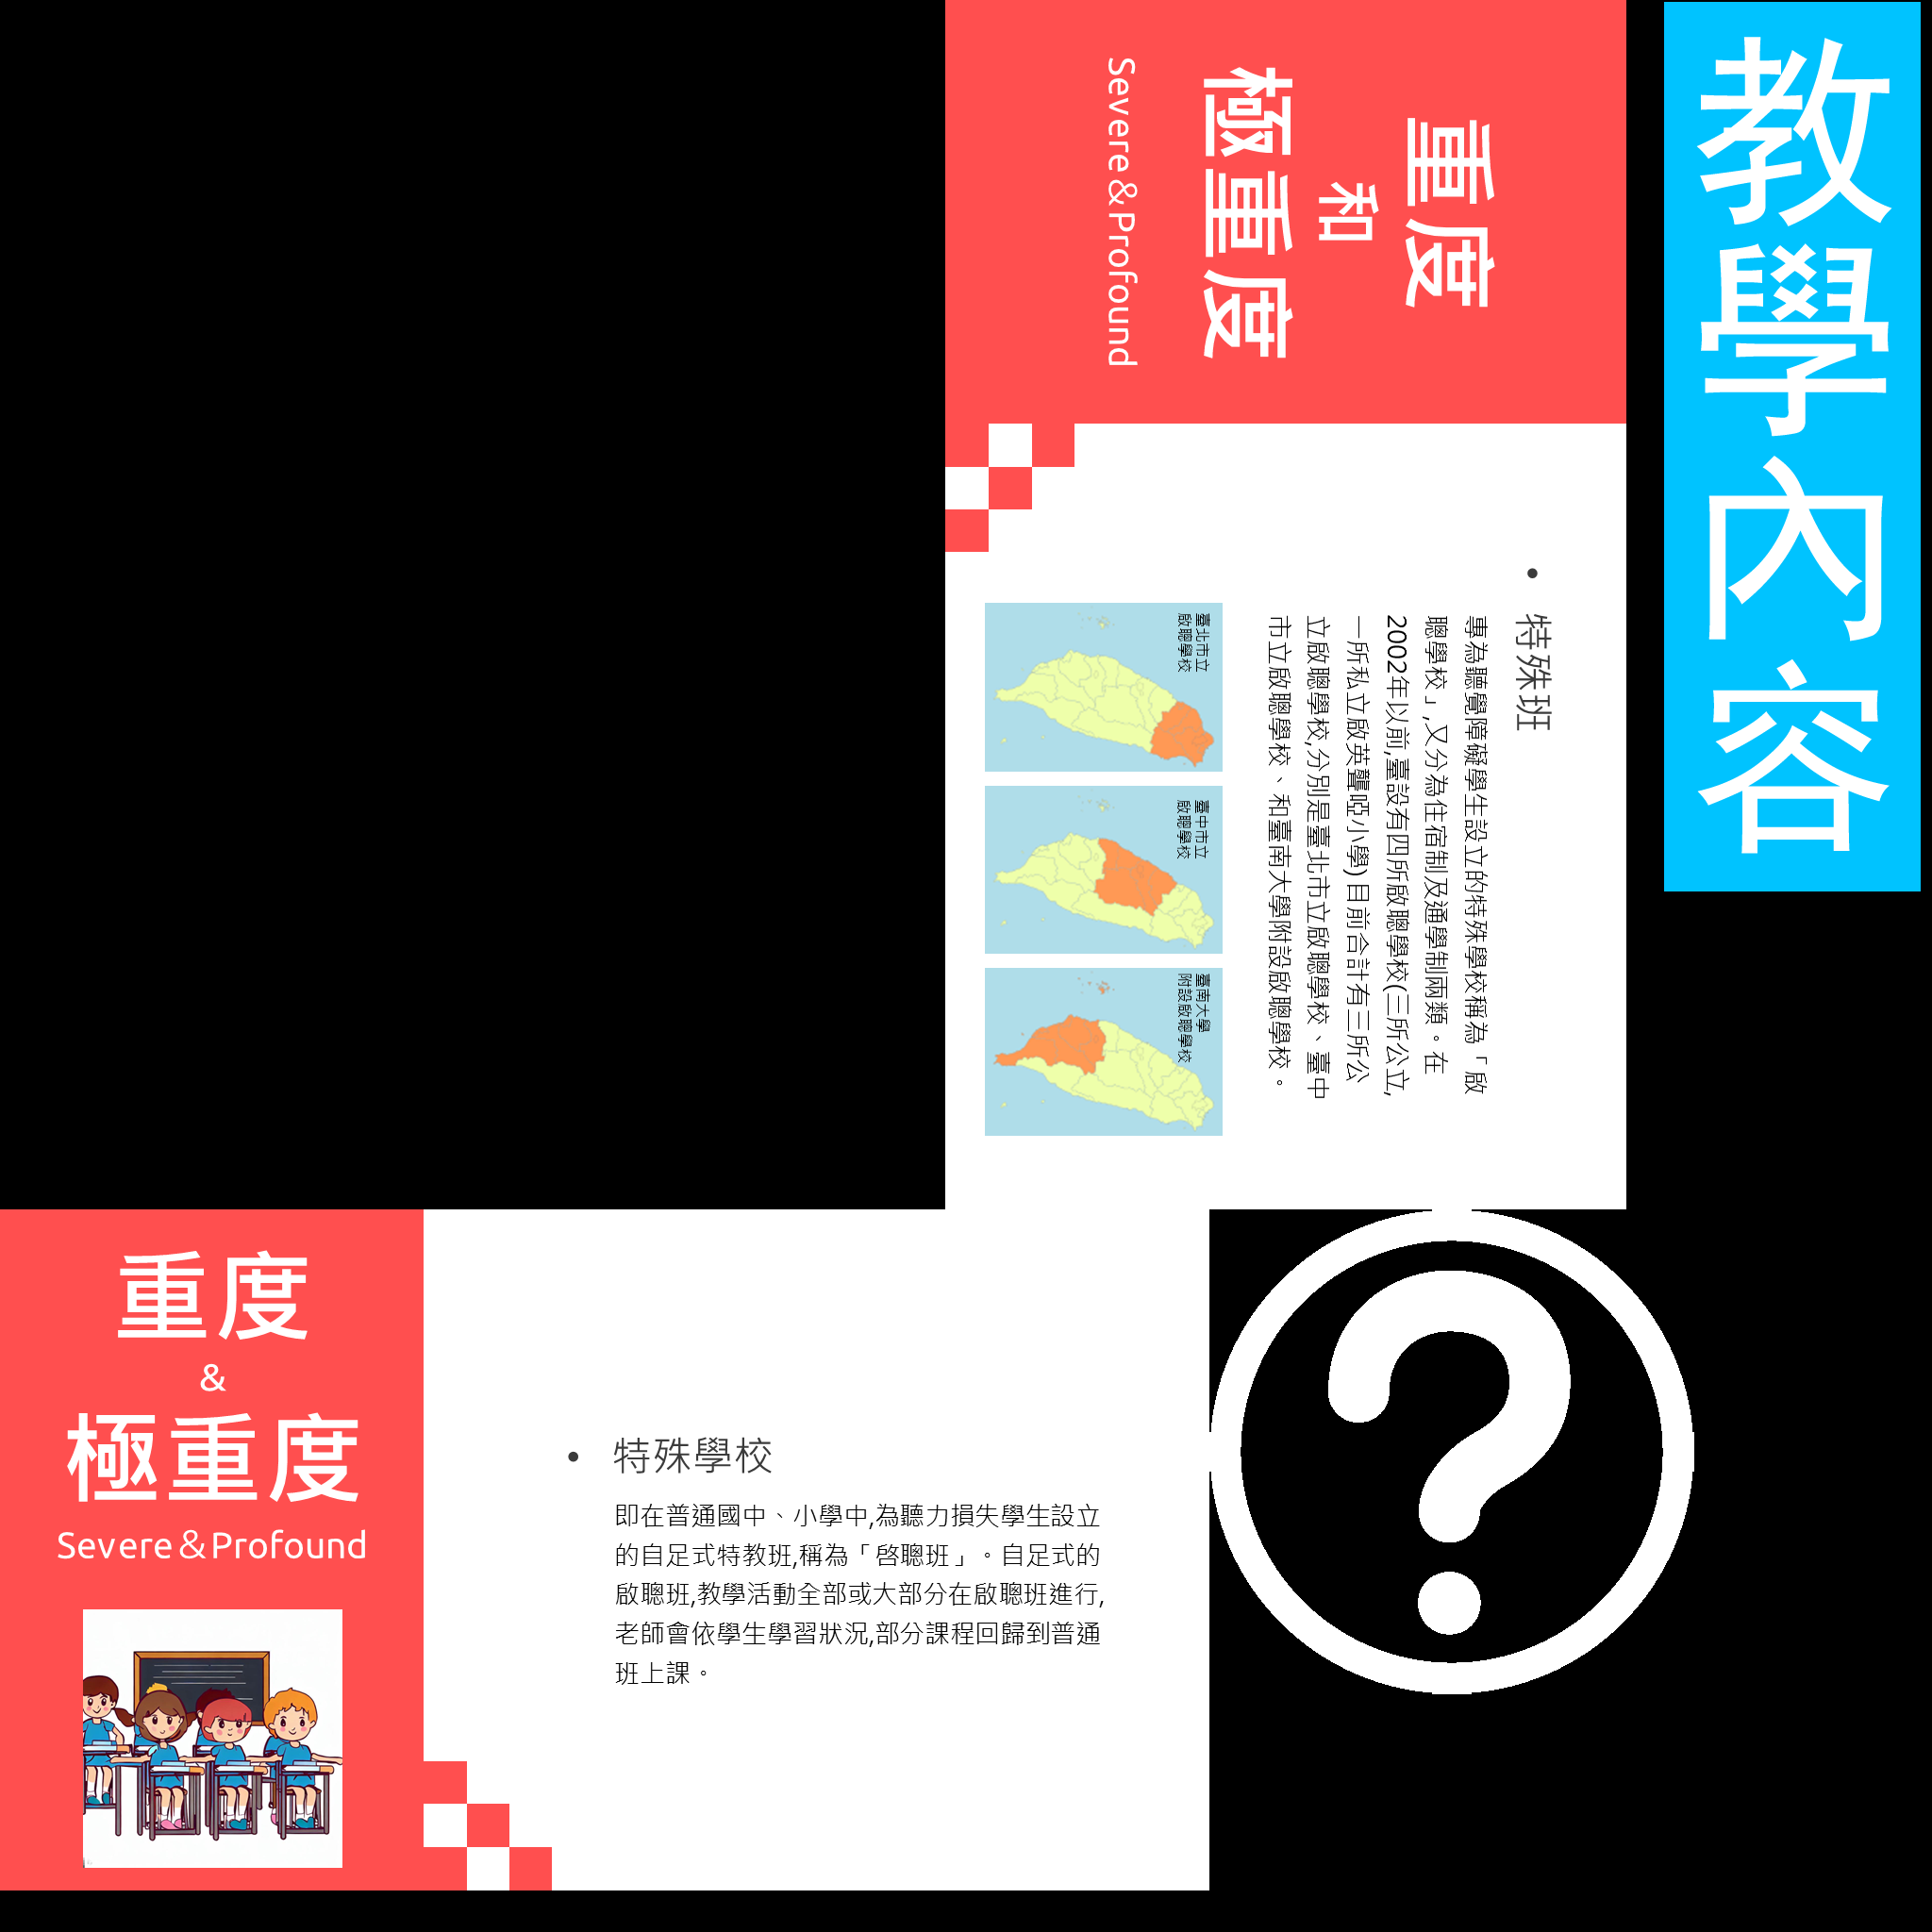 教學內容
重度
和
極重度
Severe&Profound
• 特殊班
專為聽覺障礙學生設立的特殊學校稱為「啟
聰學校」,又分為住宿制及通學制兩類。在
2002年以前,臺設有四所啟聰學校(三所公立,
一所私立啟英聾啞小學)目前合計有三所公
立啟聰學校,分別是臺北市立啟聰學校、臺中
市立啟聰學校、和臺南大學附設啟聰學校。
臺北市立
啟聰學校
臺中市立
啟聰學校
臺南大學
附設啟聰學校
重度
&
極重度
Severe&Profound
• 特殊學校
即在普通國中、小學中,為聽力損失學生設立
的自足式特教班,稱為「啓聰班」。自足式的
啟聰班,教學活動全部或大部分在啟聰班進行,
老師會依學生學習狀況,部分課程回歸到普通
班上課。
?